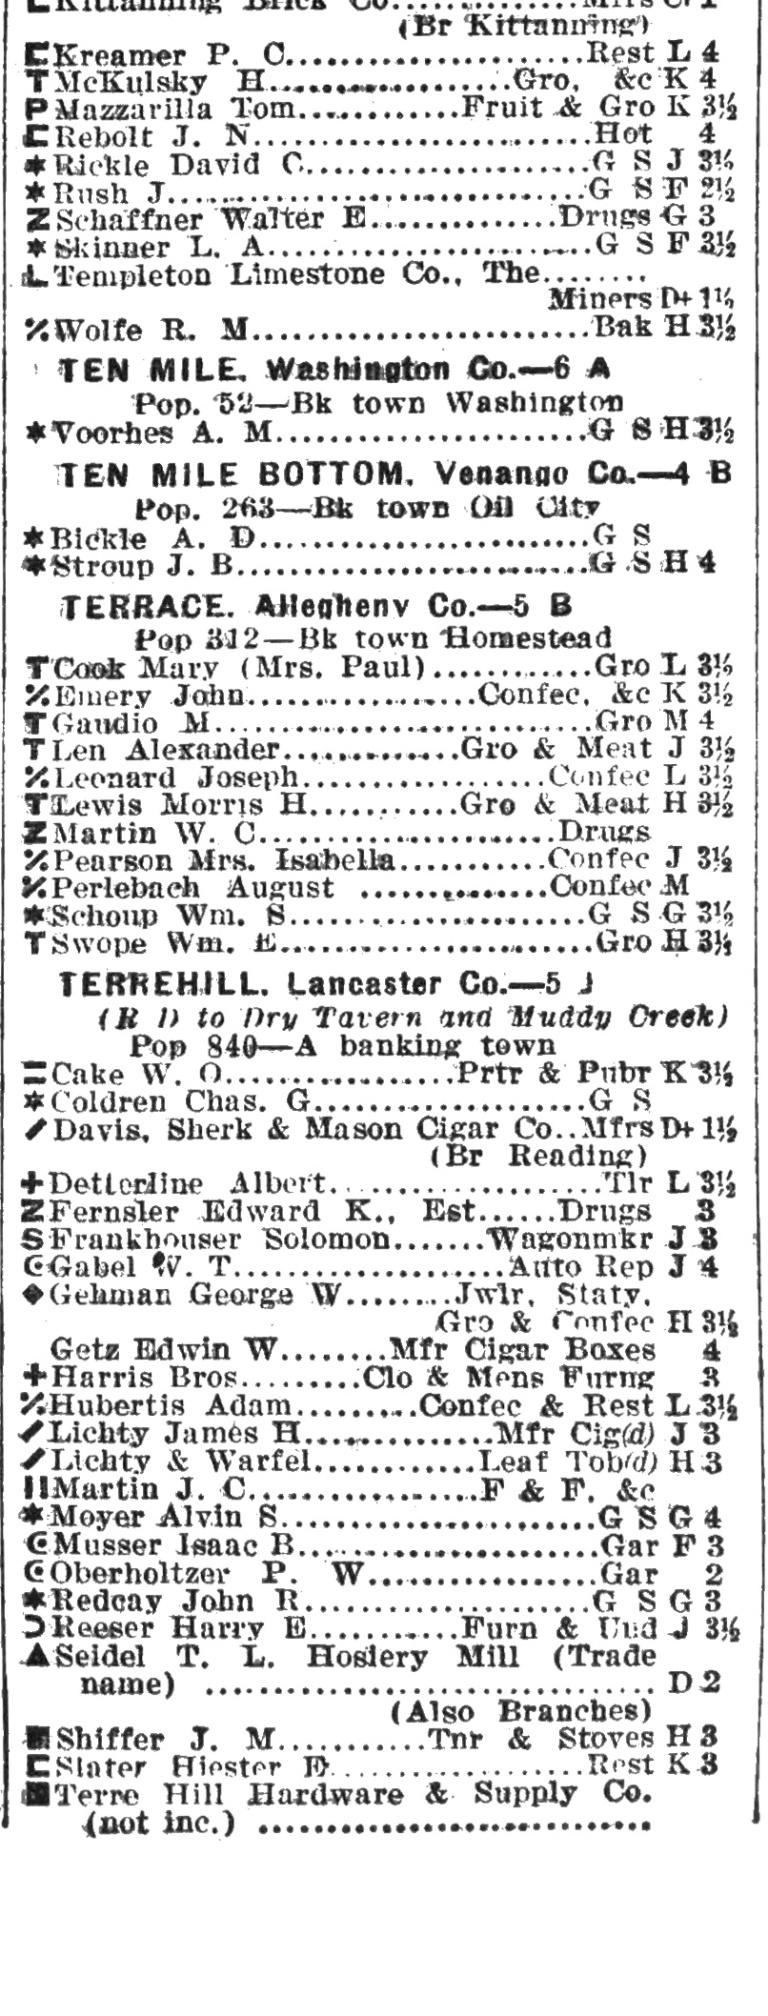 (Br Kittanning)
Kreamer P. C......................Rest L 4
T McKulsky H......................Gro, &c K 4
P Mazzarilla Tom............Fruit & Gro K 3½
Rebolt J. N........................Hot 4
* Rickle David C....................G S J 3½
* Rush J..............................G S F 2½
Z Schaffner Walter E..............Drugs G 3
* Skinner L. A........................G S F 3½
L Templeton Limestone Co., The........
Miners D+ 1½
% Wolfe R. M........................Bak H 3½
TEN MILE, Washington Co.—6 A
Pop. 52—Bk town Washington
* Voorhes A. M......................G S H 3½
TEN MILE BOTTOM, Venango Co.—4 B
Pop. 263—Bk town Oil City
* Bickle A. D........................G S
* Stroup J. B.........................G S H 4
TERRACE, Allegheny Co.—5 B
Pop 312—Bk town Homestead
T Cook Mary (Mrs. Paul)............Gro L 3½
% Emery John.................Confec, &c K 3½
T Gaudio M...........................Gro M 4
T Len Alexander.............Gro & Meat J 3½
% Leonard Joseph..................Confec L 3½
T Lewis Morris H...........Gro & Meat H 3½
Z Martin W. C......................Drugs
% Pearson Mrs. Isabella...........Confec J 3½
% Perlebach August ..............Confec M
* Schoup Wm. S.....................G S G 3½
T Swope Wm. E.......................Gro H 3½
TERREHILL, Lancaster Co.—5 J
(R D to Dry Tavern and Muddy Creek)
Pop 840—A banking town
= Cake W. O.................Prtr & Pubr K 3½
* Coldren Chas. G....................G S
Davis, Sherk & Mason Cigar Co..Mfrs D+ 1½
(Br Reading)
+ Detterline Albert....................Tlr L 3½
Z Fernsler Edward K., Est......Drugs 3
S Frankhouser Solomon.......Wagonmkr J 3
Gabel W. T....................Auto Rep J 4
◆ Gehman George W........Jwlr, Staty,
Gro & Confec H 3½
Getz Edwin W........Mfr Cigar Boxes 4
+ Harris Bros.........Clo & Mens Furng 3
% Hubertis Adam.........Confec & Rest L 3½
Lichty James H..............Mfr Cig(d) J 3
Lichty & Warfel............Leaf Tob(d) H 3
Martin J. C.................F & F, &c
* Moyer Alvin S.......................G S G 4
Musser Isaac B......................Gar F 3
Oberholtzer P. W.................Gar 2
* Redcay John R.....................G S G 3
Reeser Harry E...........Furn & Und J 3½
▲ Seidel T. L. Hosiery Mill (Trade
name) ................................ D 2
(Also Branches)
■ Shiffer J. M...........Tnr & Stoves H 3
Slater Hiester D..................Rest K 3
■ Terre Hill Hardware & Supply Co.
(not inc.) ............................